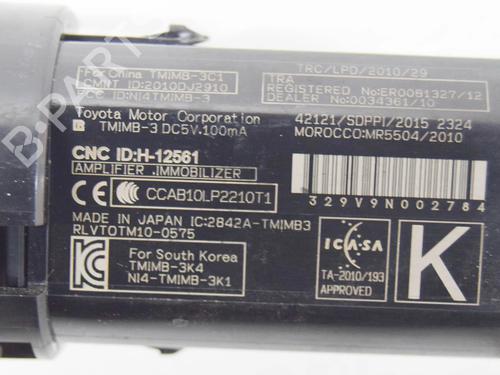 For China TMIMB-3C1
CMIIT ID:2010DJ2910
FCC ID:NI4TMIMB-3
Toyota Motor Corporation
TMIMB-3 DC5V.100mA
CNC ID:H-12561
AMPLIFIER .IMMOBILIZER
CE
CCAB10LP2210T1
MADE IN JAPAN IC:2842A-TMIMB3
RLVTOTM10-0575
For South Korea
TMIMB-3K4
NI4-TMIMB-3K1
TRC/LPD/2010/29
TRA
REGISTERED No:ER0081327/12
DEALER No:0034361/10
42121/SDPPI/2015 2324
MOROCCO:MR5504/2010
329V9N002784
ICASA
TA-2010/193
APPROVED
K
B-PARTS